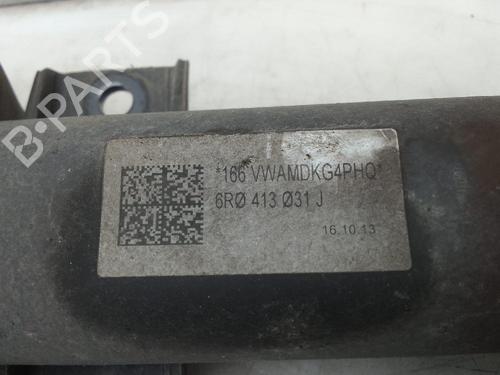 B-PARTS
*166 VWAMDKG4PHQ*
6RØ 413 Ø31 J
16.10.13